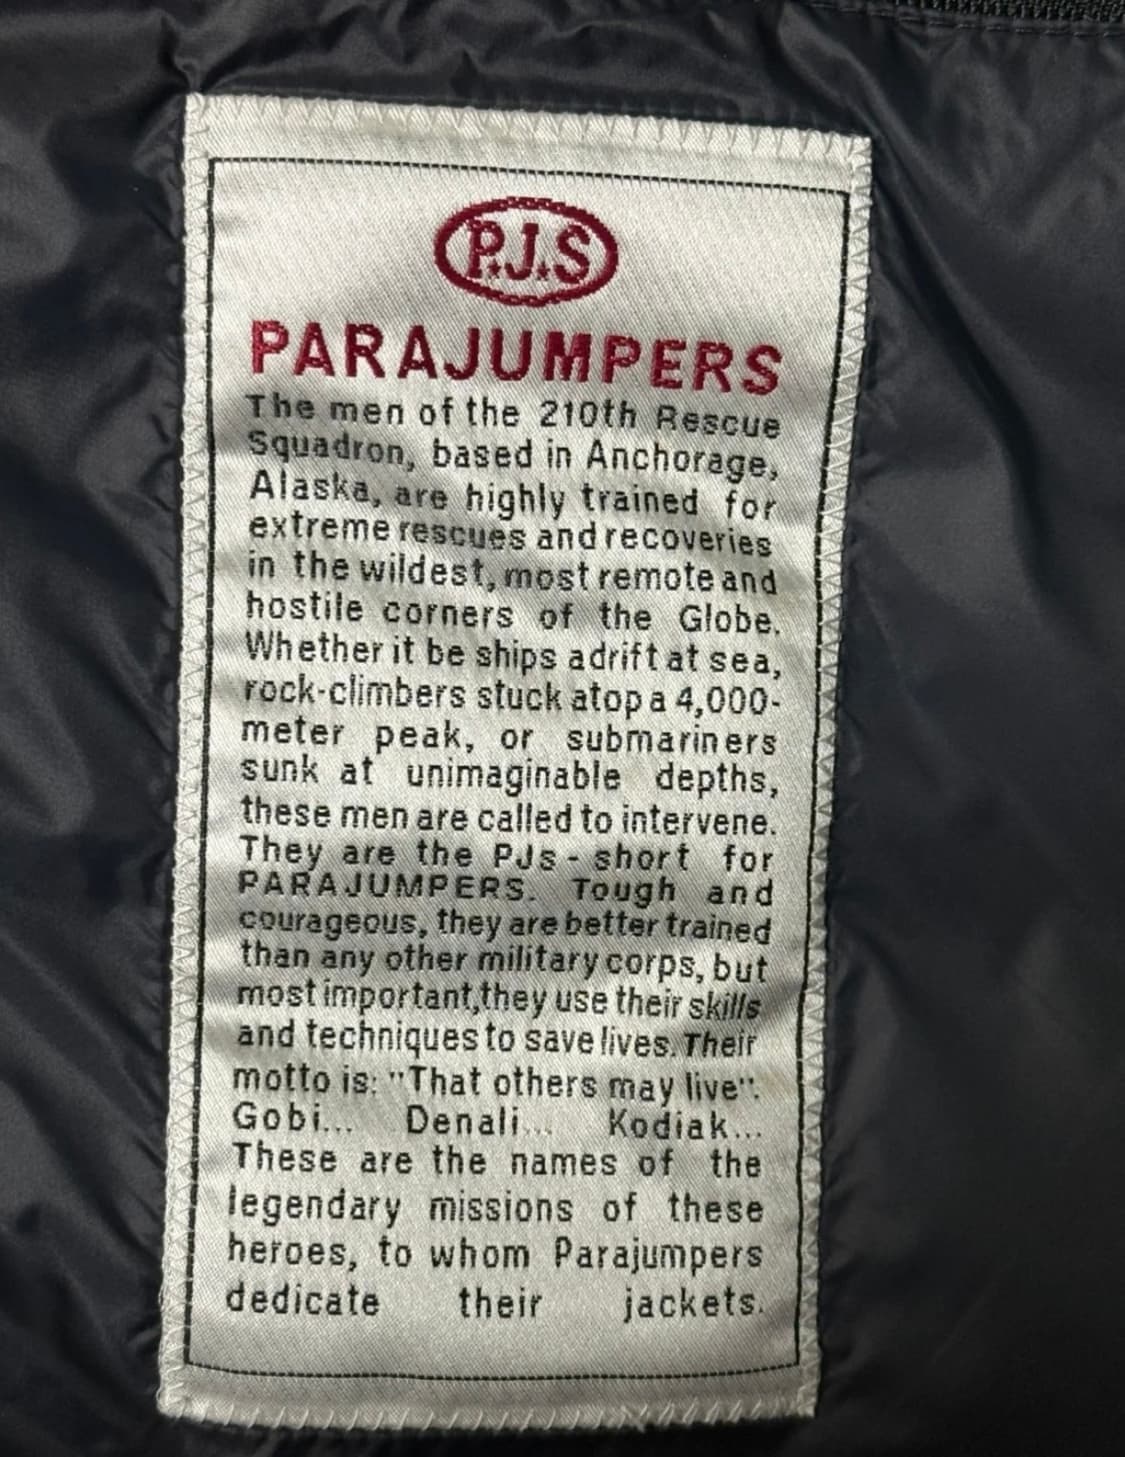 P.J.S
PARAJUMPERS
The men of the 210th Rescue
Squadron, based in Anchorage,
Alaska, are highly trained for
extreme rescues and recoveries
in the wildest, most remote and
hostile corners of the Globe.
Whether it be ships adrift at sea,
rock-climbers stuck atop a 4,000-
meter peak, or submariners
sunk at unimaginable depths,
these men are called to intervene.
They are the PJs - short for
PARAJUMPERS. Tough and
courageous, they are better trained
than any other military corps, but
most important,they use their skills
and techniques to save lives. Their
motto is: "That others may live".
Gobi... Denali... Kodiak...
These are the names of the
legendary missions of these
heroes, to whom Parajumpers
dedicate their jackets.